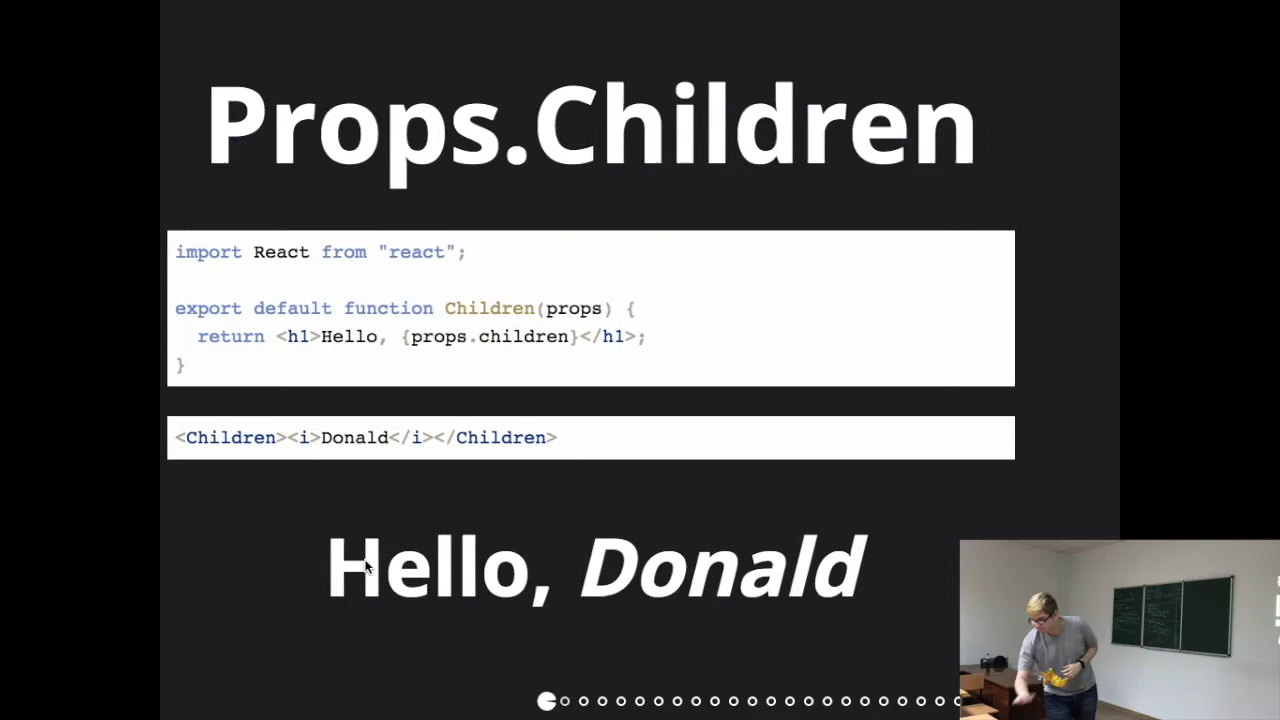 Props.Children
import React from "react";
export default function Children(props) {
return <h1>Hello, {props.children}</h1>;
}
<Children><i>Donald</i></Children>
Hello, Donald